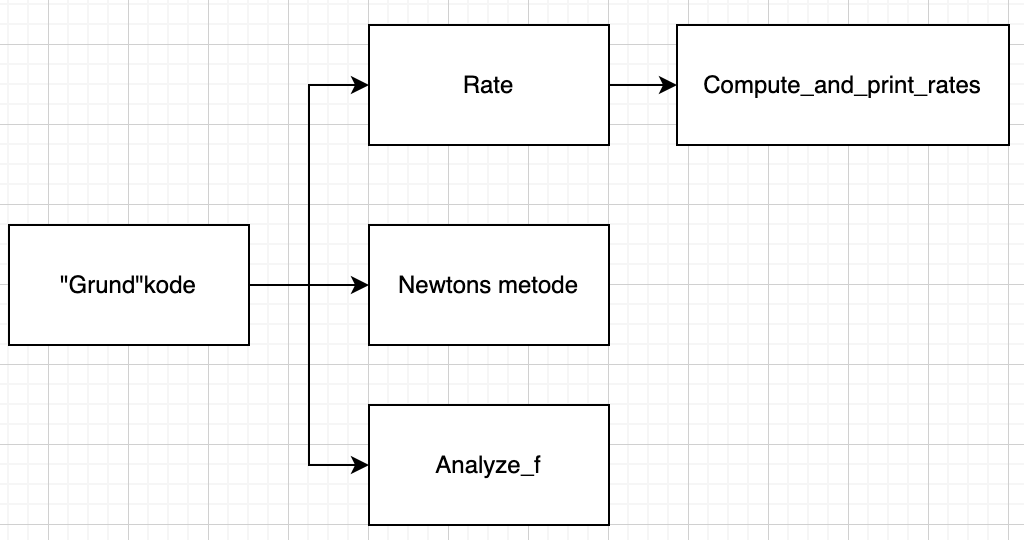 Rate
Compute_and_print_rates
"Grund"kode
Newtons metode
Analyze_f